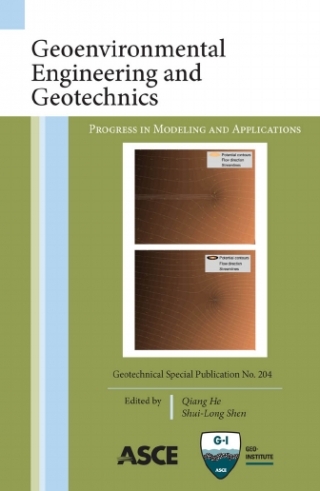 Geoenvironmental
Engineering and
Geotechnics
PROGRESS IN MODELING AND APPLICATIONS
Potential contours
Flow direction
Streamlines
Potential contours
Flow direction
Streamlines
Geotechnical Special Publication No. 204
Edited by
Qiang He
Shui-Long Shen
ASCE
G-I
ASCE
GEO-
INSTITUTE